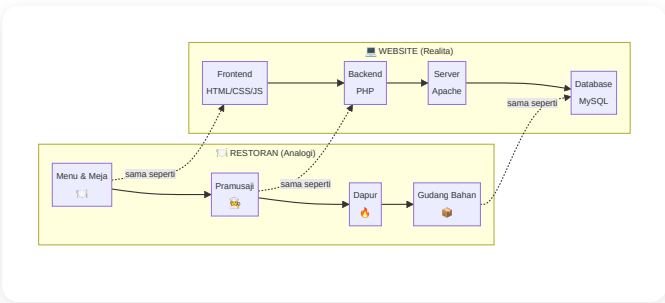 💻 WEBSITE (Realita)
Frontend
HTML/CSS/JS
Backend
PHP
Server
Apache
Database
MySQL
sama seperti
🍽️ RESTORAN (Analogi)
Menu & Meja
🍽️
sama seperti
Pramusaji
🧑‍🍳
sama seperti
Dapur
🔥
Gudang Bahan
📦